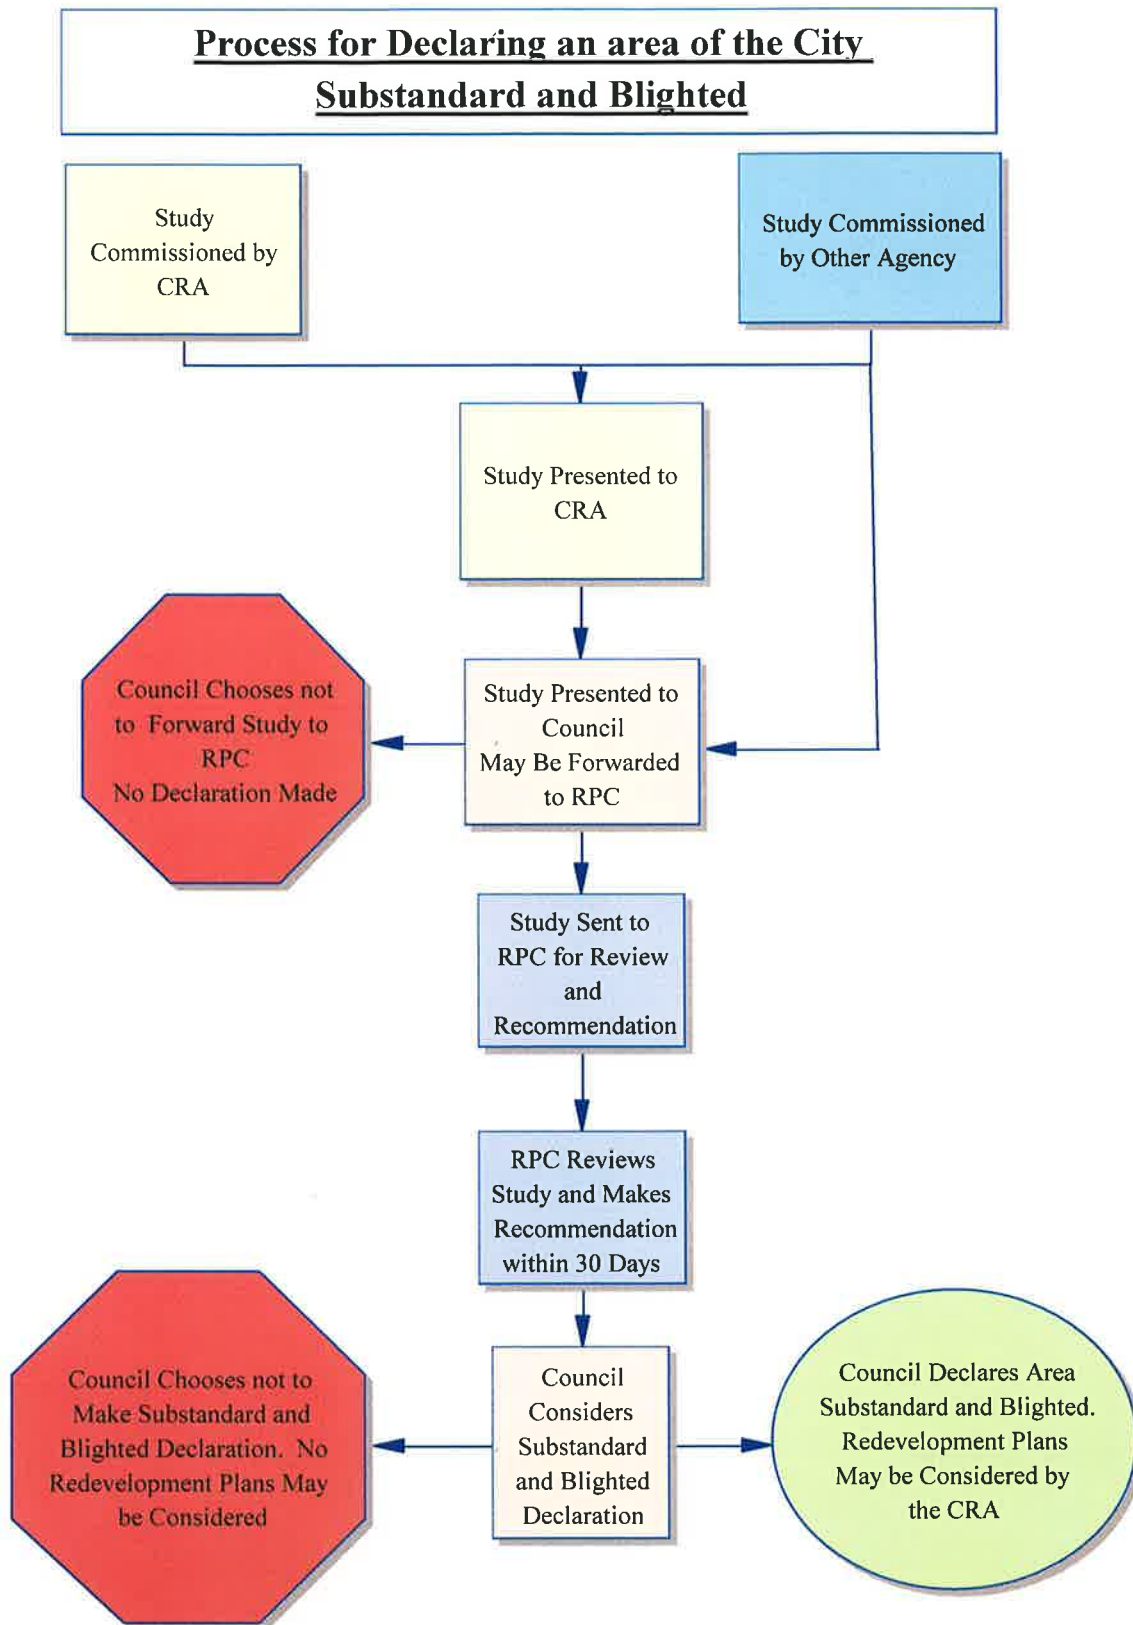 Process for Declaring an area of the City
Substandard and Blighted
Study
Commissioned by
CRA
Study Commissioned
by Other Agency
Study Presented to
CRA
Council Chooses not
to Forward Study to
RPC
No Declaration Made
Study Presented to
Council
May Be Forwarded
to RPC
Study Sent to
RPC for Review
and
Recommendation
RPC Reviews
Study and Makes
Recommendation
within 30 Days
Council Chooses not to
Make Substandard and
Blighted Declaration. No
Redevelopment Plans May
be Considered
Council
Considers
Substandard
and Blighted
Declaration
Council Declares Area
Substandard and Blighted.
Redevelopment Plans
May be Considered by
the CRA